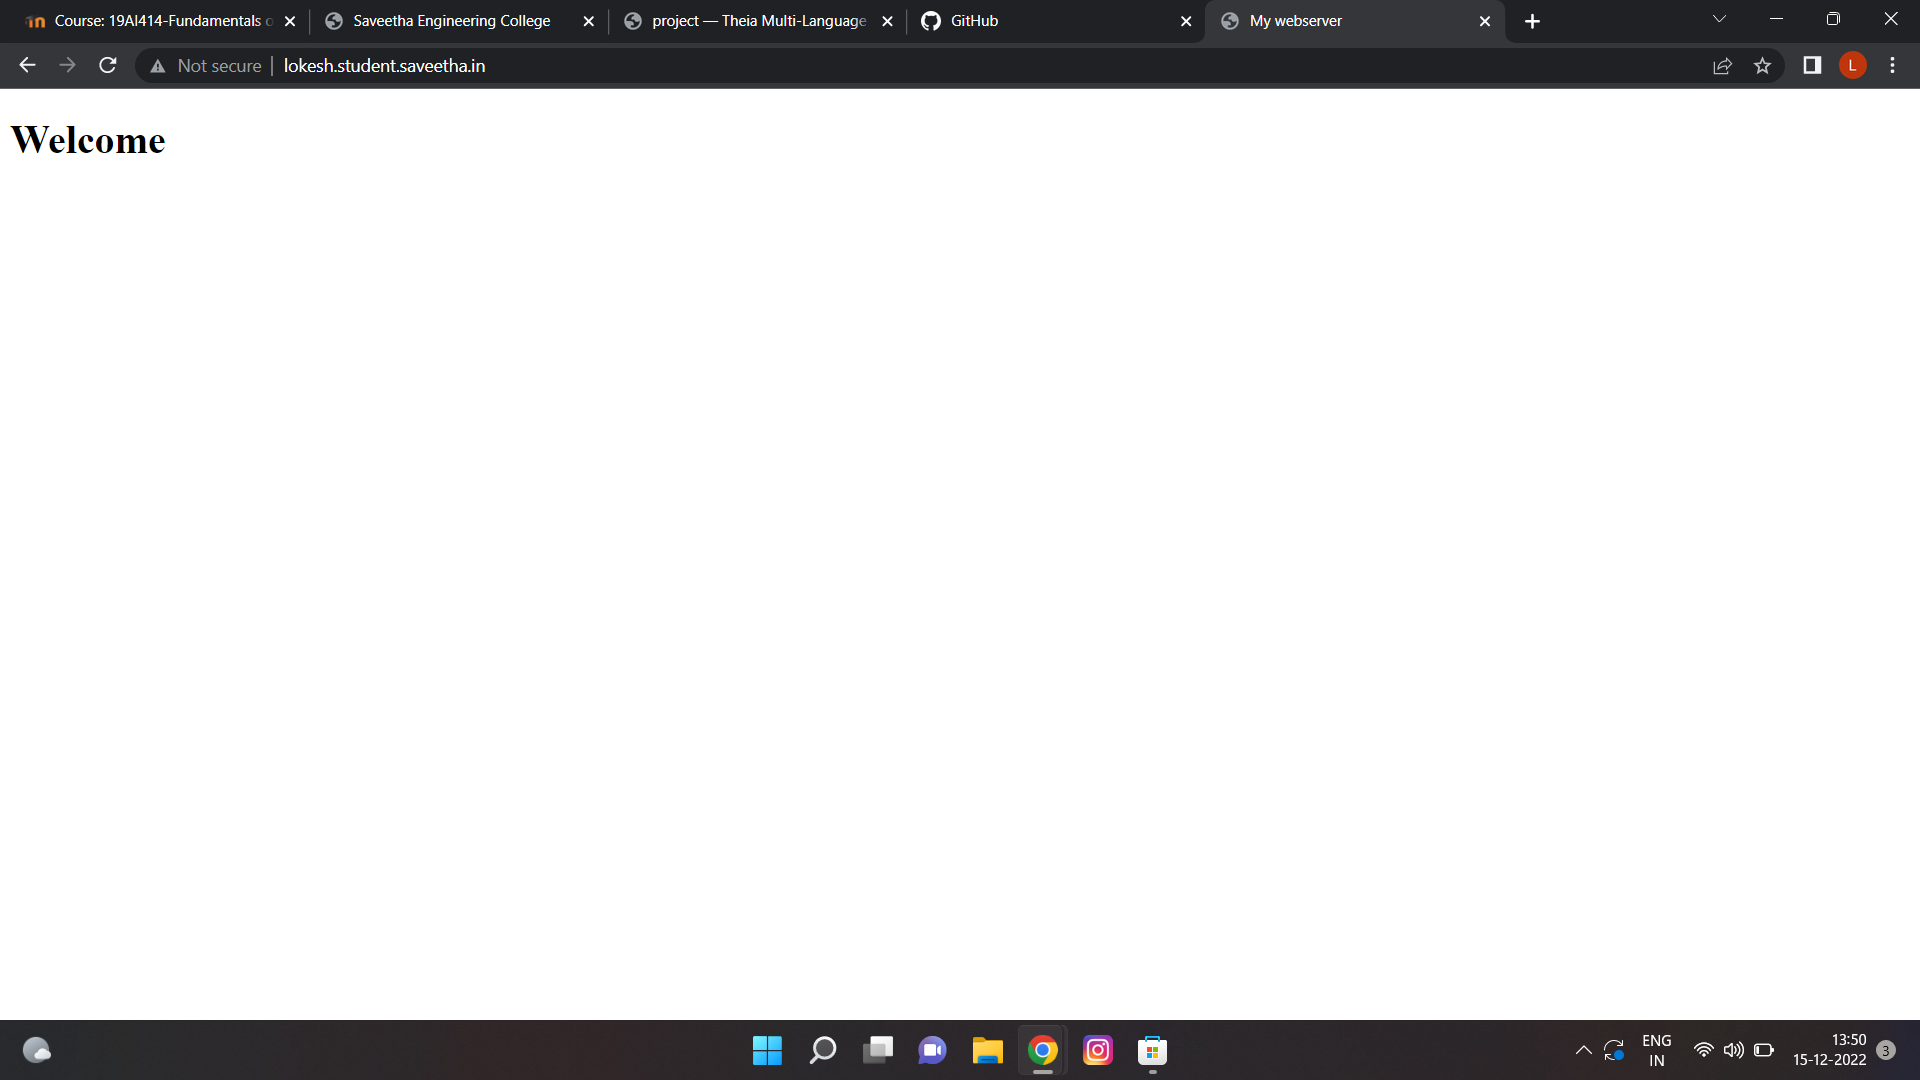 Course: 19AI414-Fundamentals o
Saveetha Engineering College
project — Theia Multi-Language
GitHub
My webserver
Not secure
lokesh.student.saveetha.in
L
Welcome
ENG
IN
13:50
15-12-2022
3